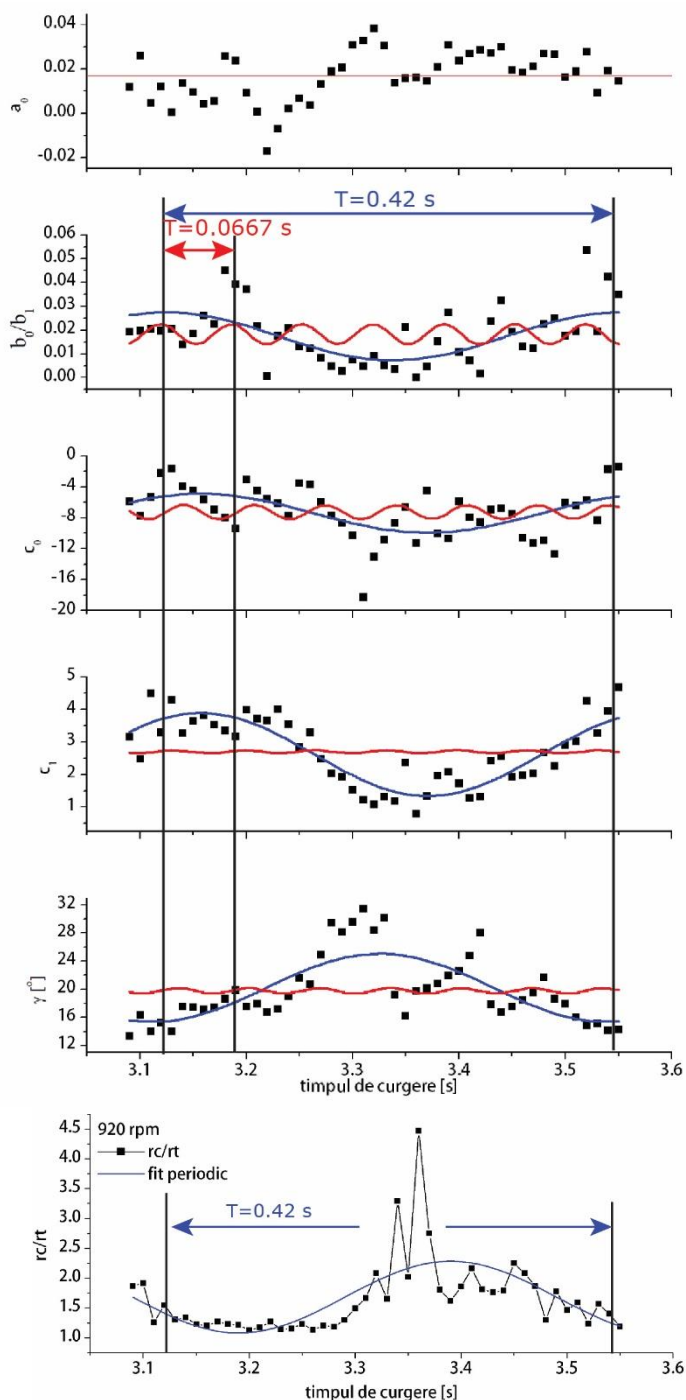 0.04
0.02
0.00
-0.02
a0
T=0.42 s
T=0.0667 s
0.06
0.05
0.04
0.03
0.02
0.01
0.00
b0/b1
0
-4
-8
-12
-16
-20
c0
5
4
3
2
1
c1
32
28
24
20
16
12
γ [°]
3.1 3.2 3.3 3.4 3.5 3.6
timpul de curgere [s]
920 rpm
rc/rt
fit periodic
T=0.42 s
4.5
4.0
3.5
3.0
2.5
2.0
1.5
1.0
rc/rt
3.1 3.2 3.3 3.4 3.5 3.6
timpul de curgere [s]